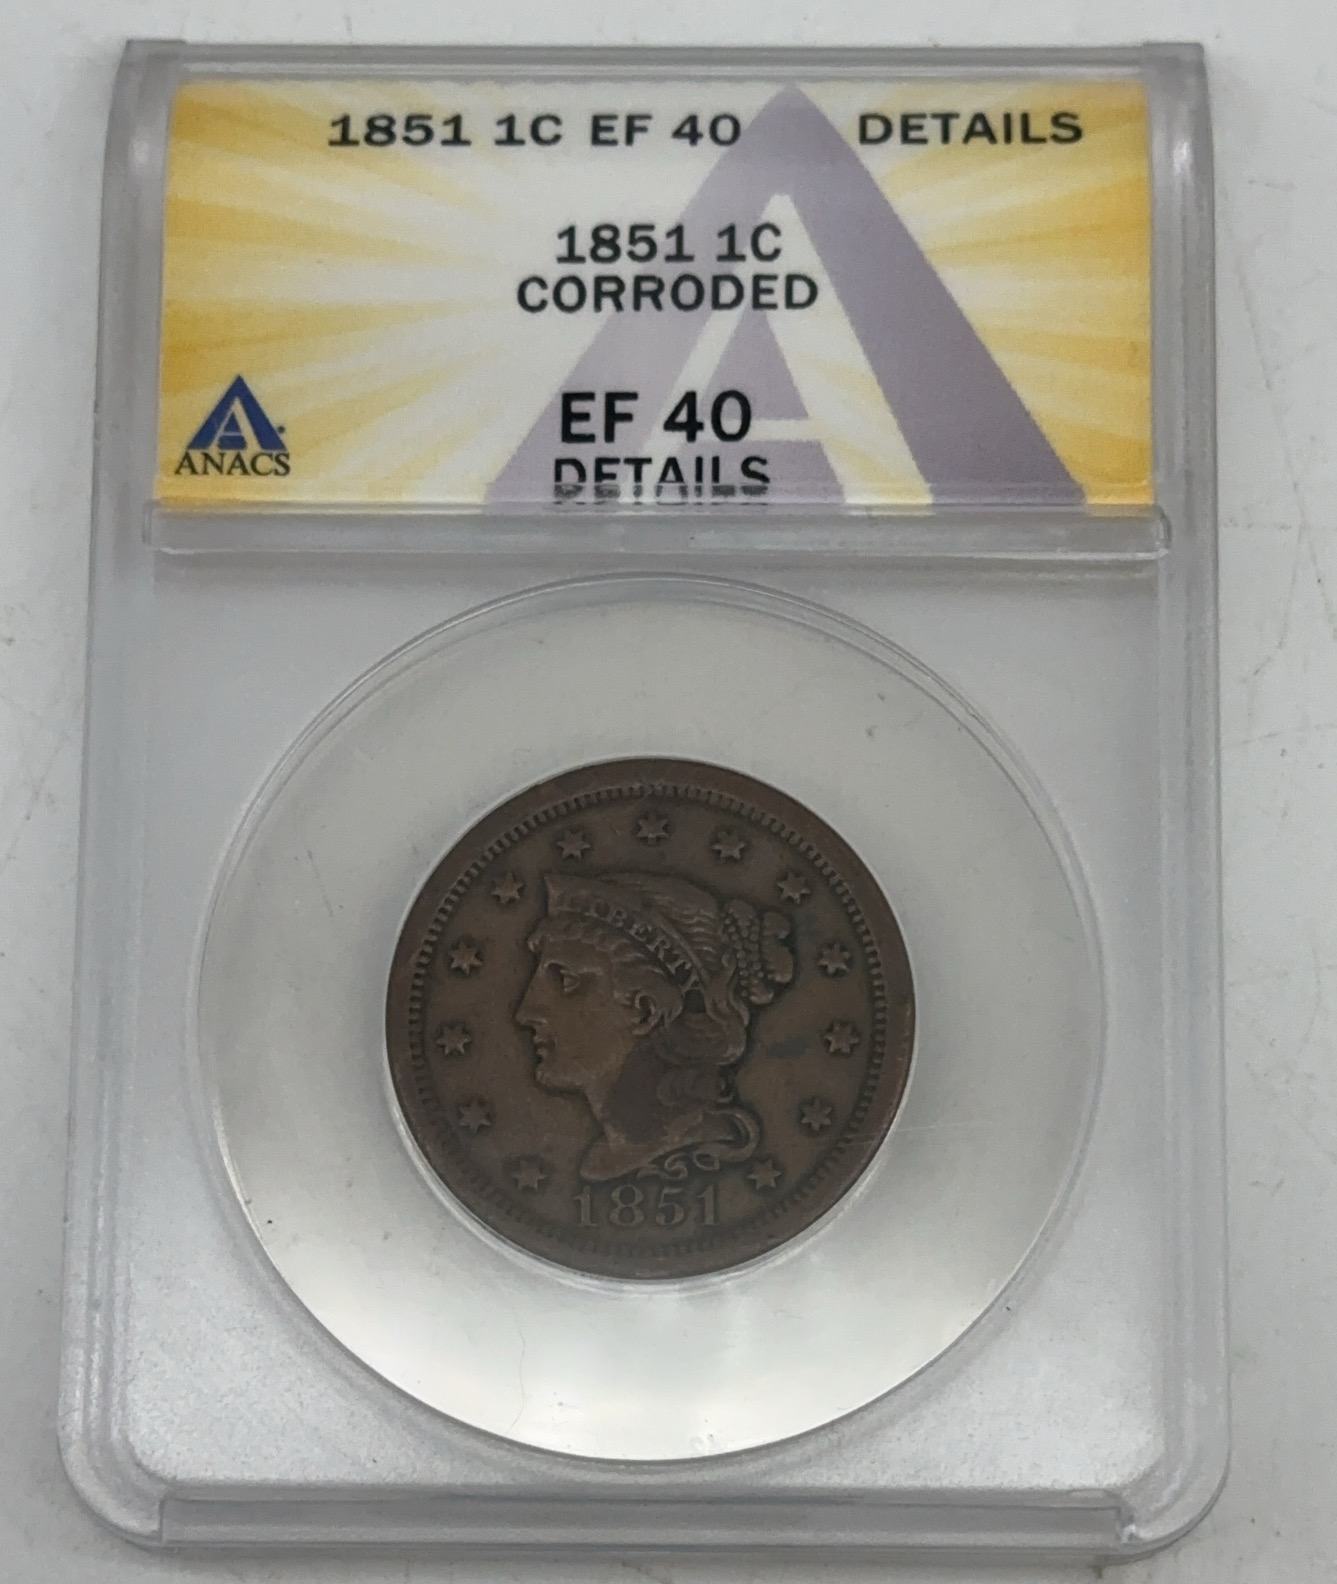 1851 1C EF 40 DETAILS
1851 1C
CORRODED
EF 40
DETAILS
ANACS
LIBERTY
1851